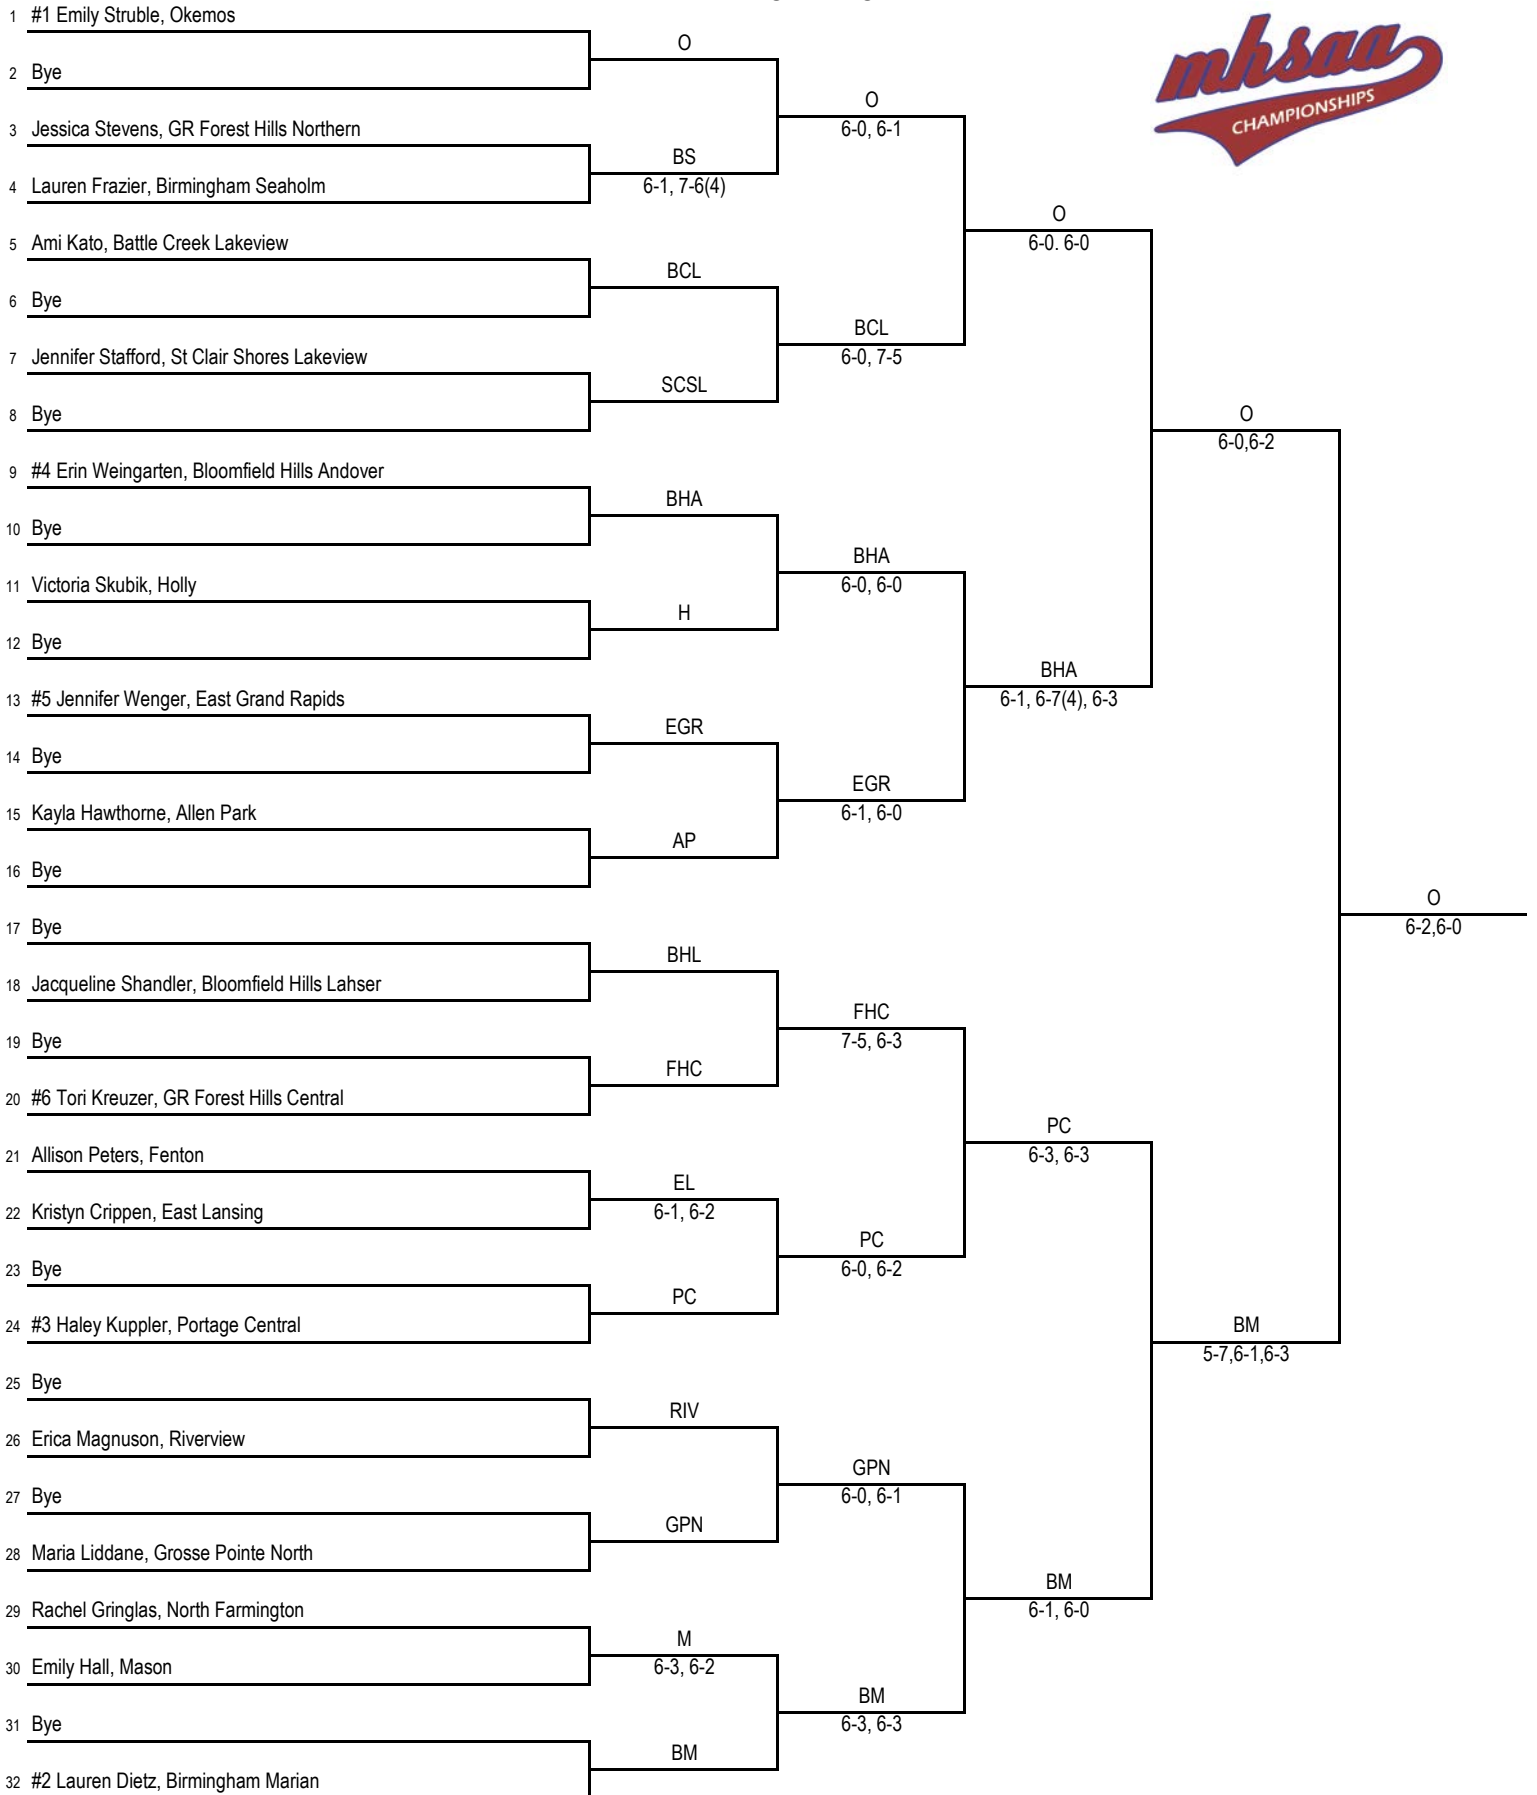 1 #1 Emily Struble, Okemos
2 Bye
3 Jessica Stevens, GR Forest Hills Northern
4 Lauren Frazier, Birmingham Seaholm
5 Ami Kato, Battle Creek Lakeview
6 Bye
7 Jennifer Stafford, St Clair Shores Lakeview
8 Bye
9 #4 Erin Weingarten, Bloomfield Hills Andover
10 Bye
11 Victoria Skubik, Holly
12 Bye
13 #5 Jennifer Wenger, East Grand Rapids
14 Bye
15 Kayla Hawthorne, Allen Park
16 Bye
17 Bye
18 Jacqueline Shandler, Bloomfield Hills Lahser
19 Bye
20 #6 Tori Kreuzer, GR Forest Hills Central
21 Allison Peters, Fenton
22 Kristyn Crippen, East Lansing
23 Bye
24 #3 Haley Kuppler, Portage Central
25 Bye
26 Erica Magnuson, Riverview
27 Bye
28 Maria Liddane, Grosse Pointe North
29 Rachel Gringlas, North Farmington
30 Emily Hall, Mason
31 Bye
32 #2 Lauren Dietz, Birmingham Marian
O
BS
6-1, 7-6(4)
BCL
SCSL
BHA
H
EGR
AP
BHL
FHC
EL
6-1, 6-2
PC
RIV
GPN
M
6-3, 6-2
BM
O
6-0, 6-1
BCL
6-0, 7-5
BHA
6-0, 6-0
EGR
6-1, 6-0
FHC
7-5, 6-3
PC
6-0, 6-2
GPN
6-0, 6-1
BM
6-3, 6-3
O
6-0. 6-0
BHA
6-1, 6-7(4), 6-3
PC
6-3, 6-3
BM
6-1, 6-0
O
6-0,6-2
BM
5-7,6-1,6-3
O
6-2,6-0
mhsaa
CHAMPIONSHIPS